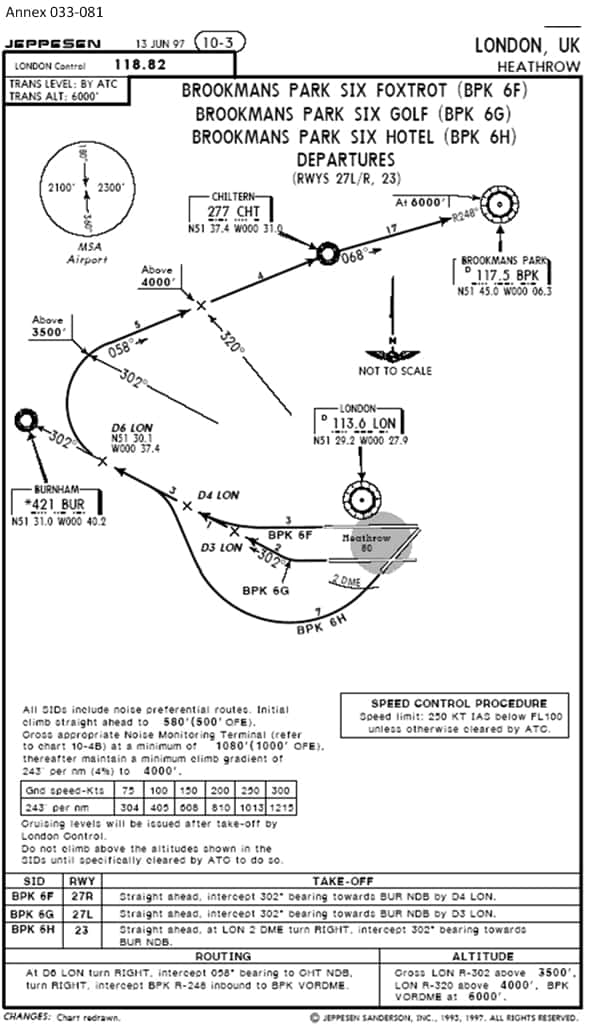 Annex 033-081
JEPPESEN 13 JUN 97 10-3
LONDON, UK
HEATHROW
LONDON Control 118.82
TRANS LEVEL: BY ATC
TRANS ALT: 6000'
BROOKMANS PARK SIX FOXTROT (BPK 6F)
BROOKMANS PARK SIX GOLF (BPK 6G)
BROOKMANS PARK SIX HOTEL (BPK 6H)
DEPARTURES
(RWYS 27L/R, 23)
180°
2100' 2300'
360°
MSA
Airport
CHILTERN
277 CHT
N51 37.4 W000 31.0
At 6000'
R248°
17
068°
BROOKMANS PARK
D 117.5 BPK
N51 45.0 W000 06.3
Above
4000'
4
Above
3500'
5
058°
320°
302°
N
NOT TO SCALE
LONDON
D 113.6 LON
N51 29.2 W000 27.9
302°
D6 LON
N51 30.1
W000 37.4
BURNHAM
*421 BUR
N51 31.0 W000 40.2
3
D4 LON
3
BPK 6F
Heathrow
80
1
D3 LON
2
302°
BPK 6G
2 DME
7
BPK 6H
All SIDs include noise preferential routes. Initial
climb straight ahead to 580'(500' QFE).
Cross appropriate Noise Monitoring Terminal (refer
to chart 10-4B) at a minimum of 1080'(1000' QFE),
thereafter maintain a minimum climb gradient of
243' per nm (4%) to 4000'.
Gnd speed-Kts 75 100 150 200 250 300
243' per nm 304 405 608 810 1013 1215
Cruising levels will be issued after take-off by
London Control.
Do not climb above the altitudes shown in the
SIDs until specifically cleared by ATC to do so.
SPEED CONTROL PROCEDURE
Speed limit: 250 KT IAS below FL100
unless otherwise cleared by ATC.
SID RWY TAKE-OFF
BPK 6F 27R Straight ahead, intercept 302° bearing towards BUR NDB by D4 LON.
BPK 6G 27L Straight ahead, intercept 302° bearing towards BUR NDB by D3 LON.
BPK 6H 23 Straight ahead, at LON 2 DME turn RIGHT, intercept 302° bearing towards
BUR NDB.
ROUTING ALTITUDE
At D6 LON turn RIGHT, intercept 058° bearing to CHT NDB,
turn RIGHT, intercept BPK R-248 inbound to BPK VORDME.
Cross LON R-302 above 3500',
LON R-320 above 4000', BPK
VORDME at 6000'.
CHANGES: Chart redrawn.
© JEPPESEN SANDERSON, INC., 1993, 1997. ALL RIGHTS RESERVED.